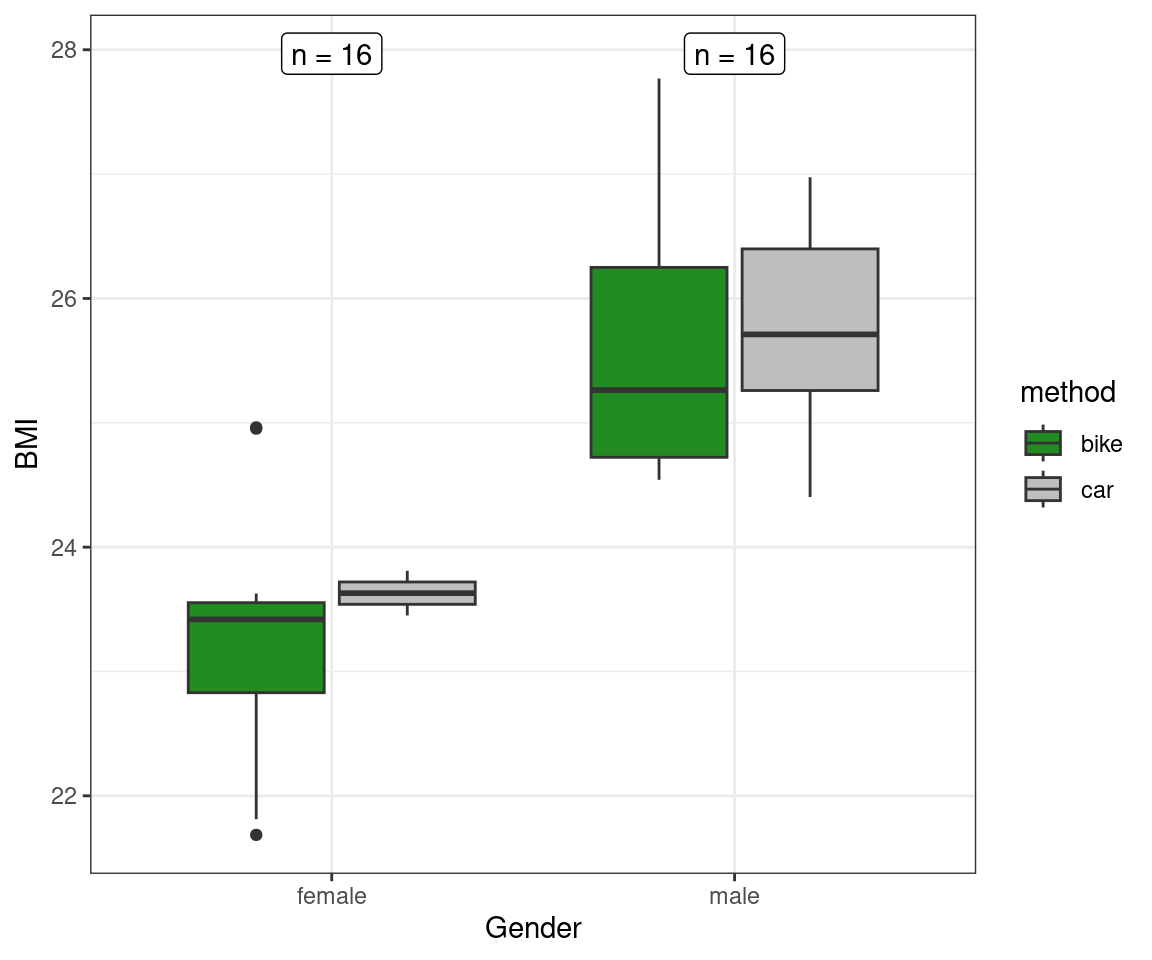 n = 16
n = 16
28
26
24
22
BMI
female
male
Gender
method
bike
car